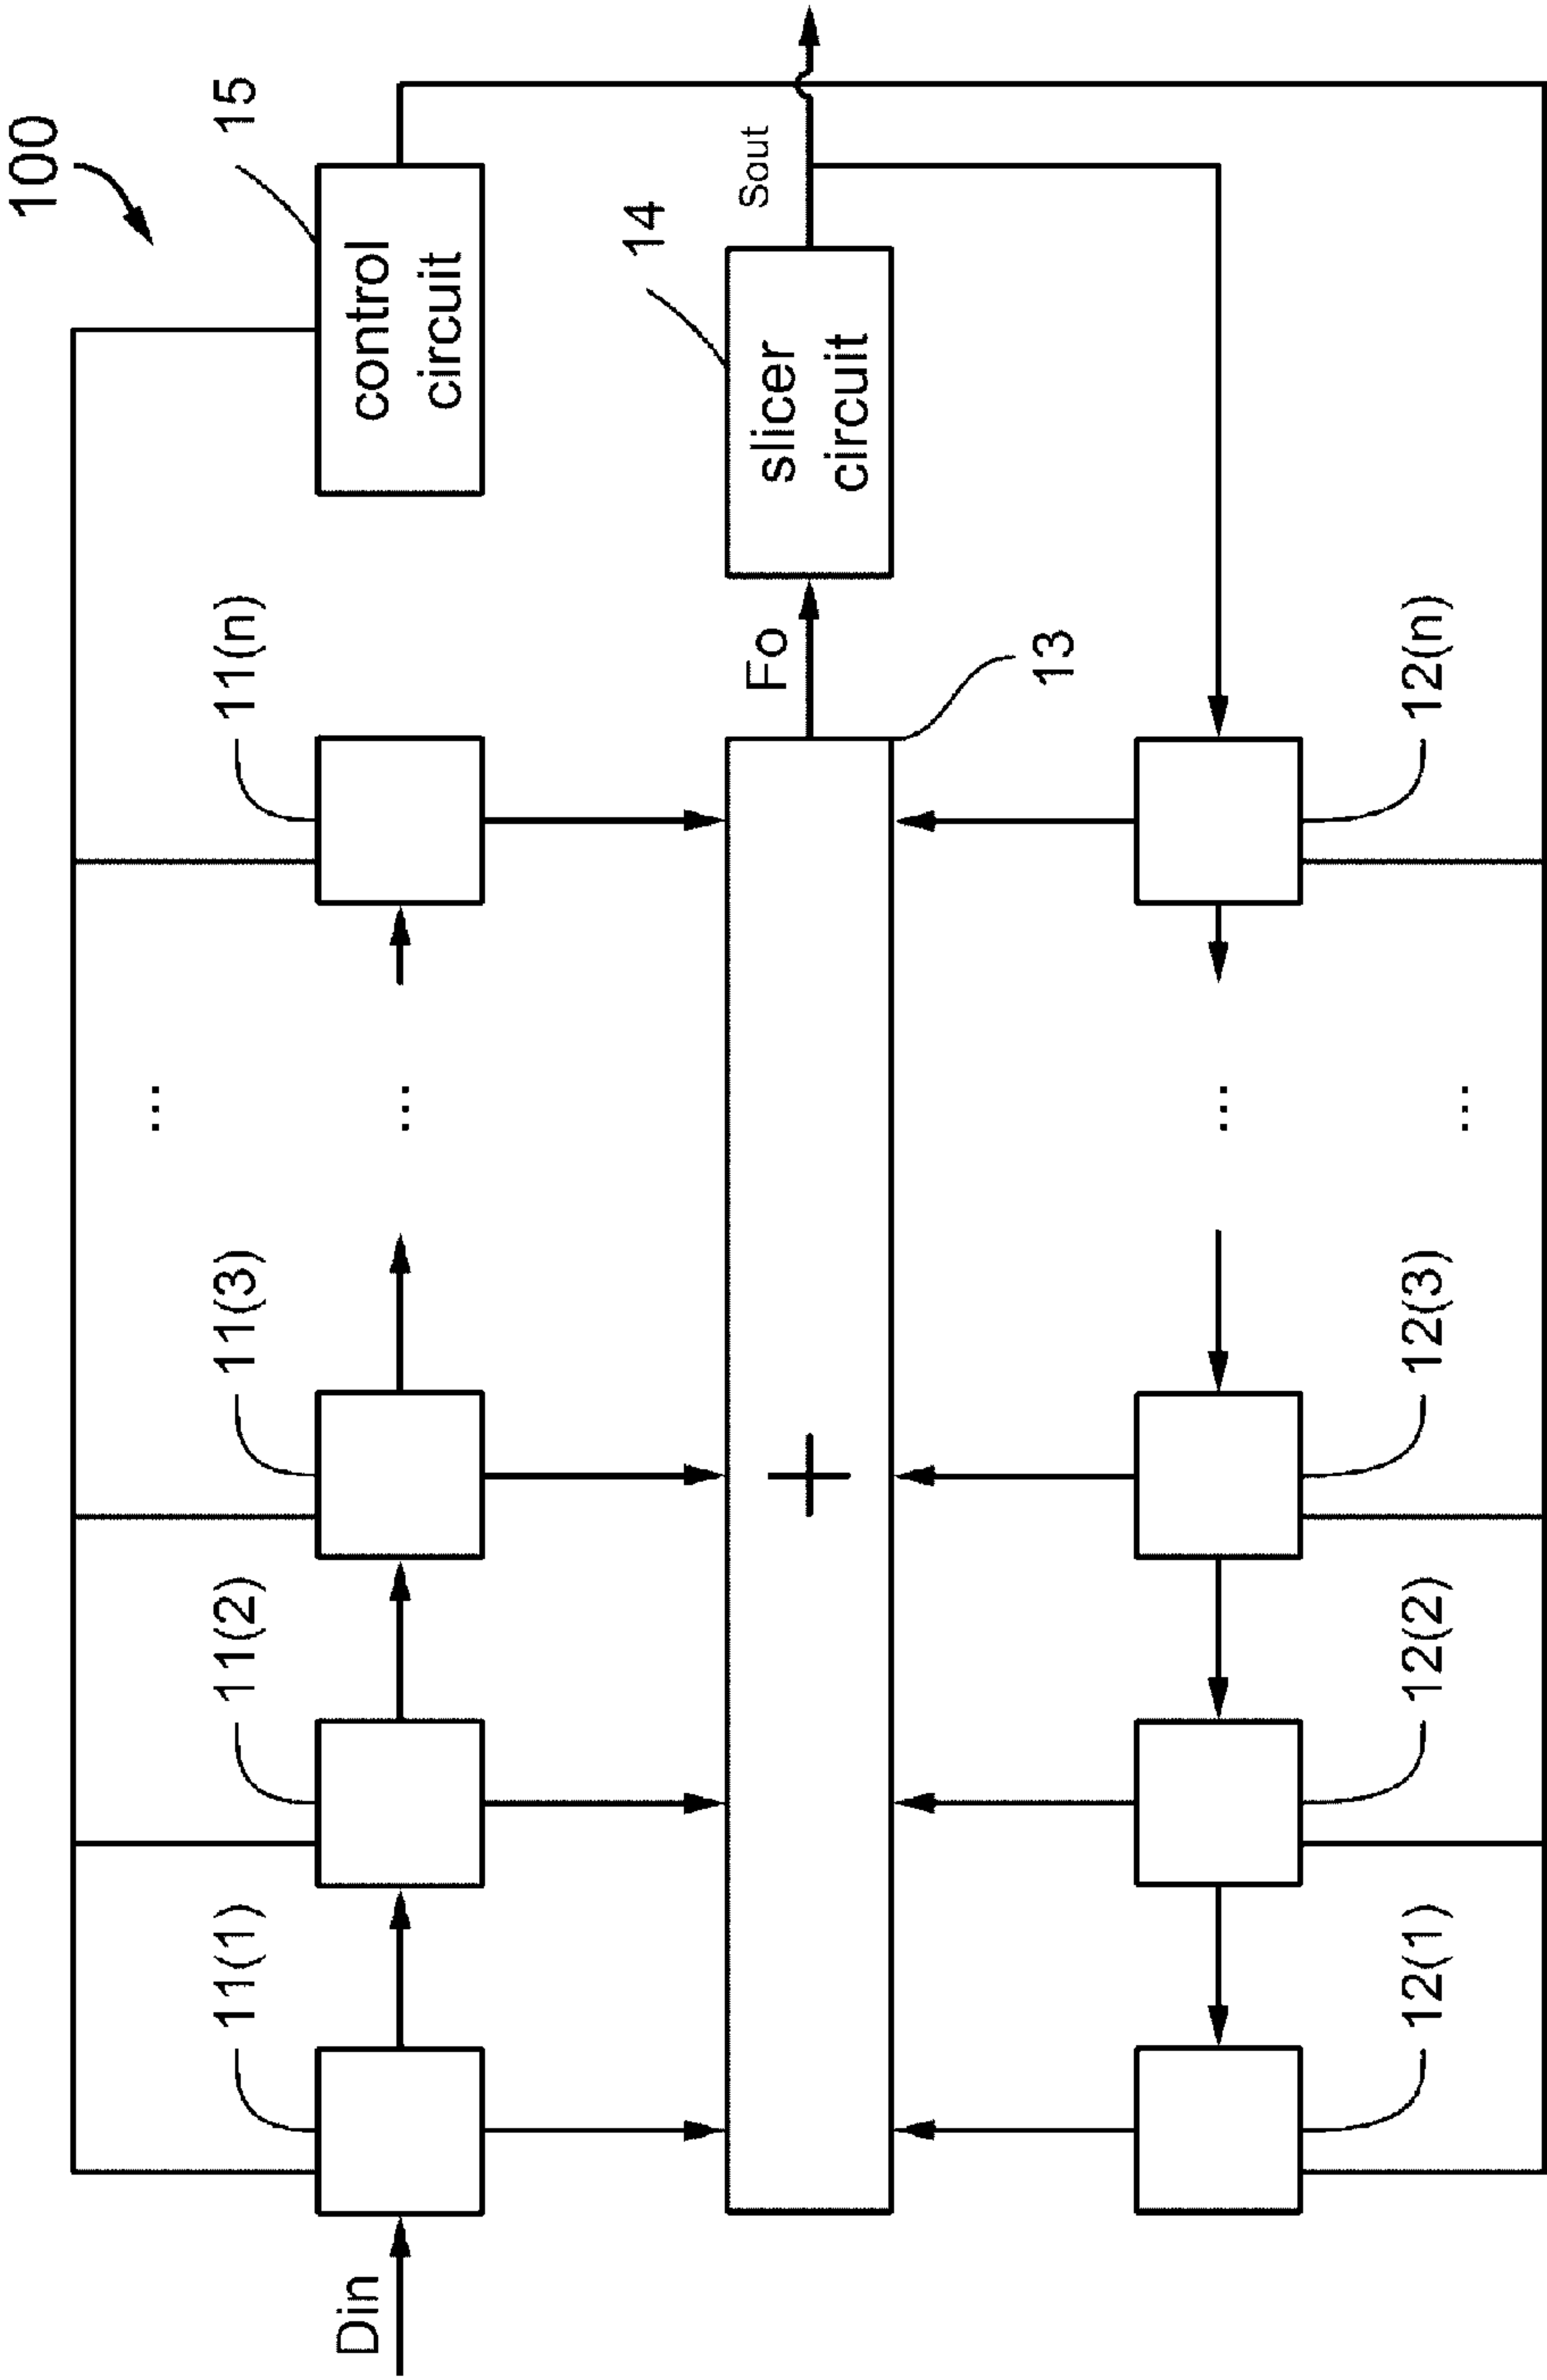 100
15
11(1)
11(2)
11(3)
...
11(n)
control
circuit
Din
...
14
Sout
Fo
slicer
circuit
+
13
...
12(1)
12(2)
12(3)
...
12(n)